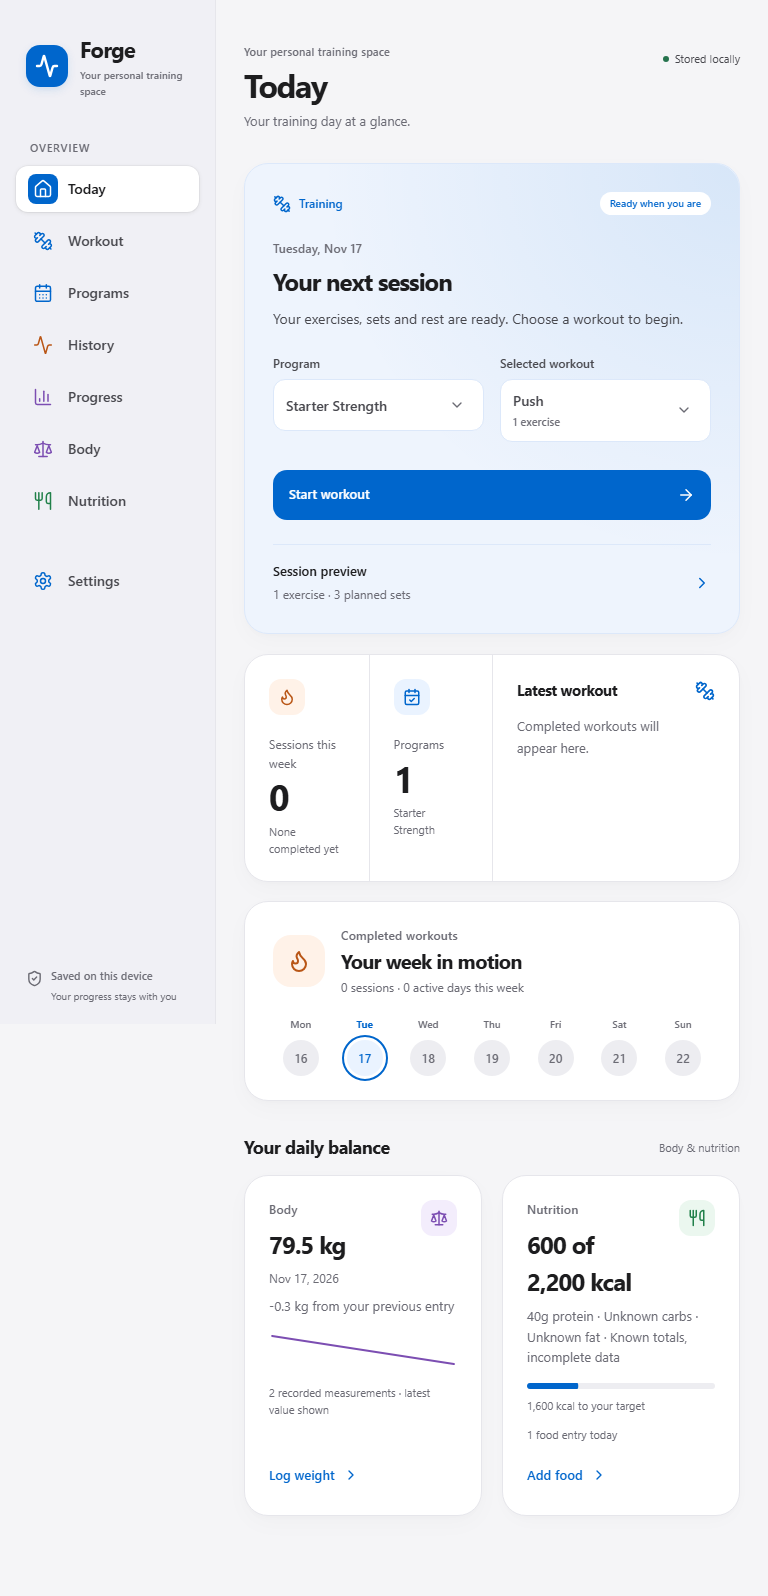 Forge
Your personal training
space
OVERVIEW
Today
Workout
Programs
History
Progress
Body
Nutrition
Settings
Saved on this device
Your progress stays with you
Your personal training space
Today
Your training day at a glance.
Stored locally
Training
Ready when you are
Tuesday, Nov 17
Your next session
Your exercises, sets and rest are ready. Choose a workout to begin.
Program
Starter Strength
Selected workout
Push
1 exercise
Start workout
Session preview
1 exercise · 3 planned sets
Sessions this
week
0
None
completed yet
Programs
1
Starter
Strength
Latest workout
Completed workouts will
appear here.
Completed workouts
Your week in motion
0 sessions · 0 active days this week
Mon Tue Wed Thu Fri Sat Sun
16 17 18 19 20 21 22
Your daily balance
Body & nutrition
Body
79.5 kg
Nov 17, 2026
-0.3 kg from your previous entry
2 recorded measurements · latest
value shown
Log weight
Nutrition
600 of
2,200 kcal
40g protein · Unknown carbs ·
Unknown fat · Known totals,
incomplete data
1,600 kcal to your target
1 food entry today
Add food